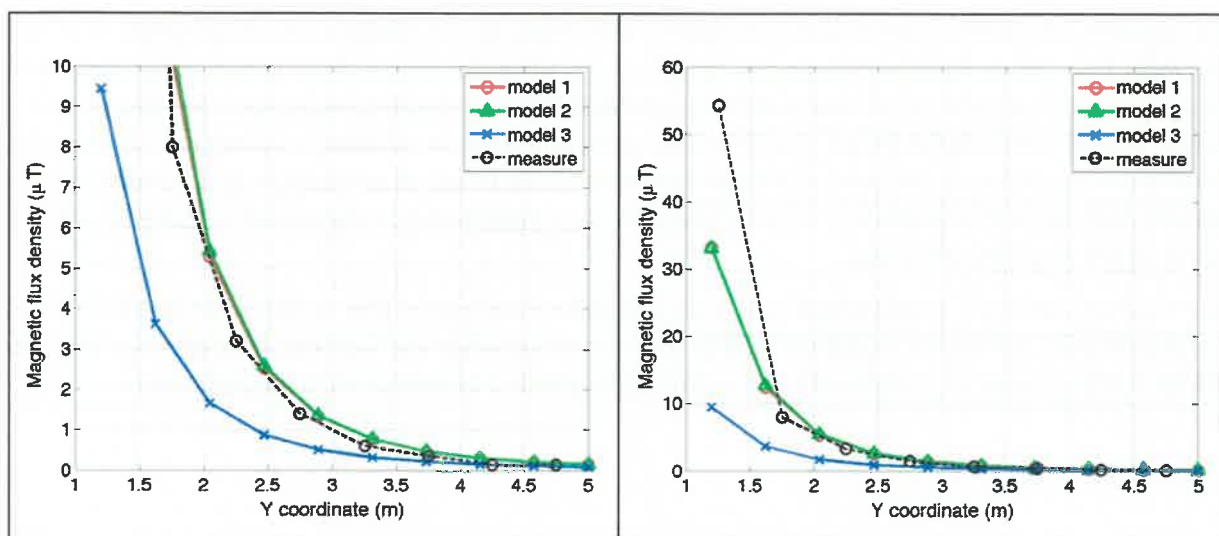 Magnetic flux density (μ T)
10
9
8
7
6
5
4
3
2
1
0
1 1.5 2 2.5 3 3.5 4 4.5 5
Y coordinate (m)
model 1
model 2
model 3
measure
Magnetic flux density (μ T)
60
50
40
30
20
10
0
1 1.5 2 2.5 3 3.5 4 4.5 5
Y coordinate (m)
model 1
model 2
model 3
measure